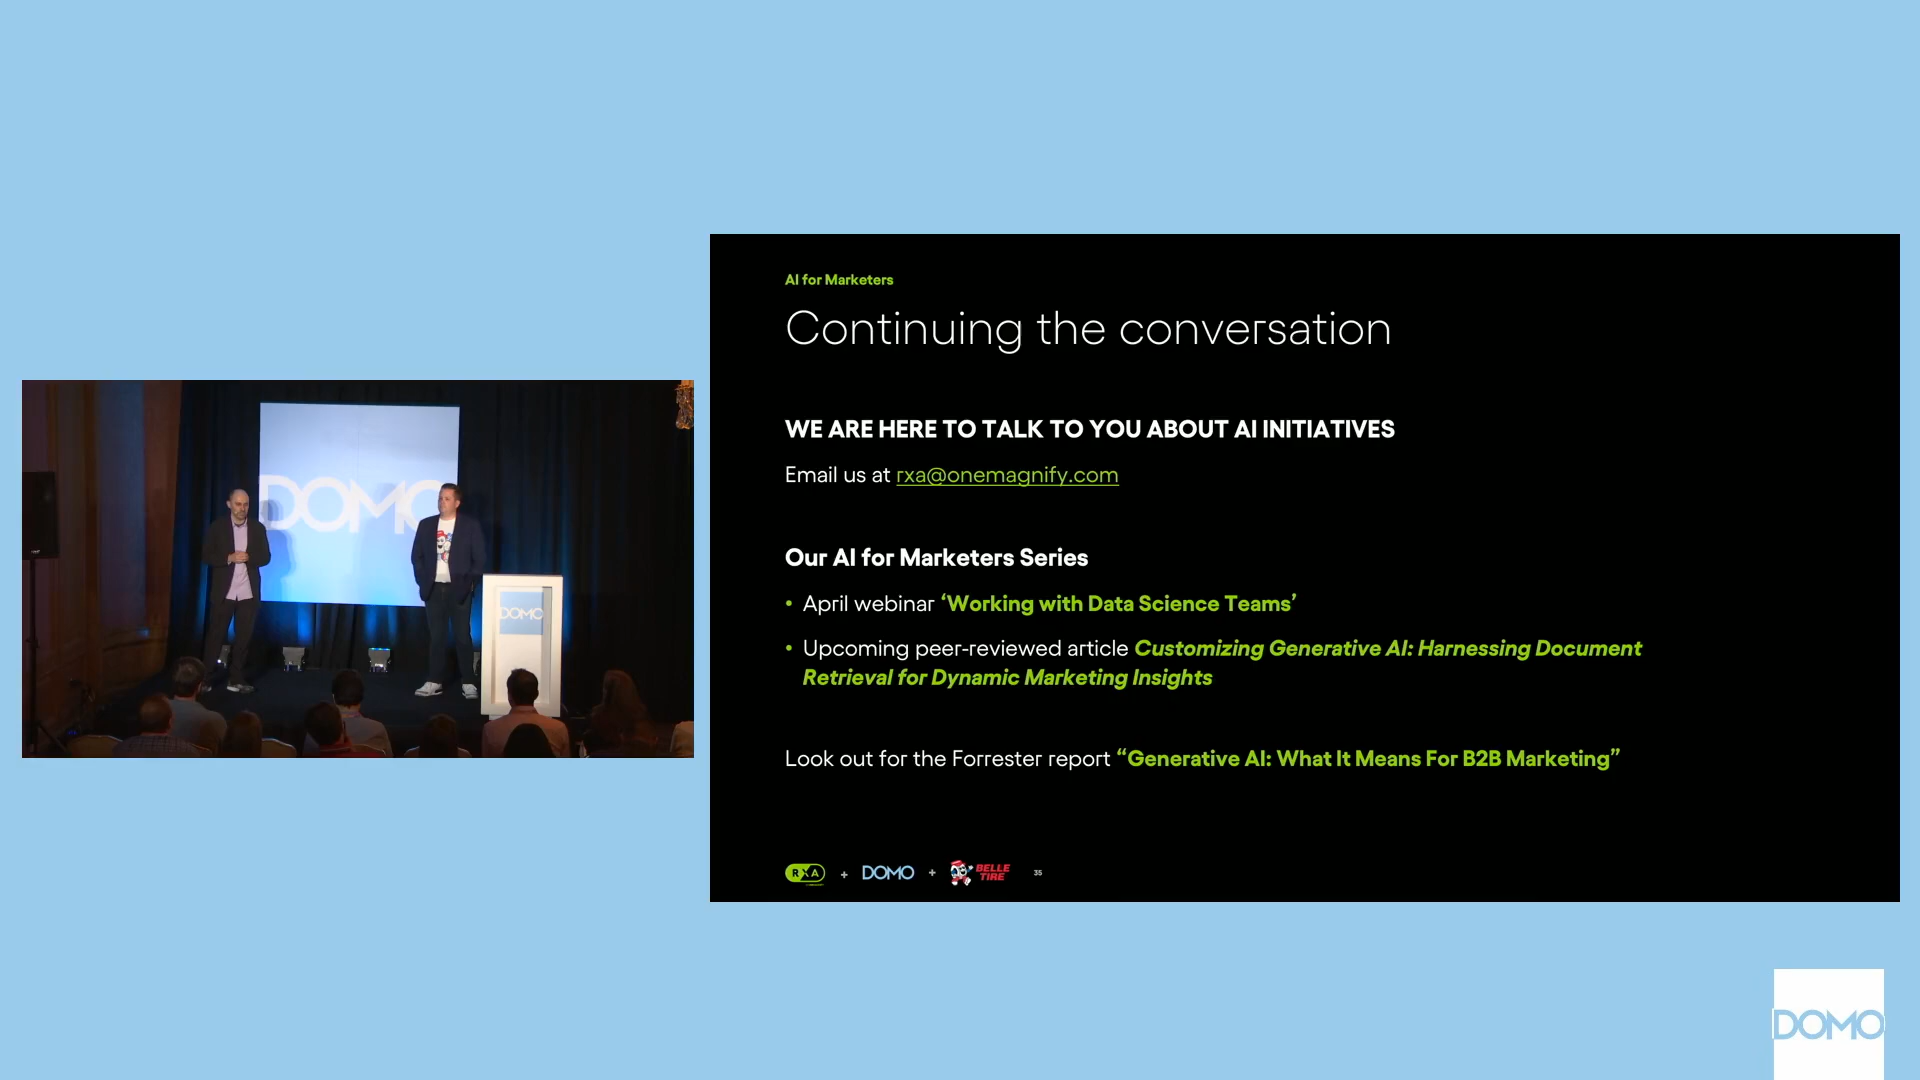 AI for Marketers
Continuing the conversation
WE ARE HERE TO TALK TO YOU ABOUT AI INITIATIVES
Email us at rxa@onemagnify.com
Our AI for Marketers Series
• April webinar ‘Working with Data Science Teams’
• Upcoming peer-reviewed article Customizing Generative AI: Harnessing Document
Retrieval for Dynamic Marketing Insights
Look out for the Forrester report “Generative AI: What It Means For B2B Marketing”
RXA + DOMO + BELLE
TIRE
35
DOMO
DOMO
DOMO